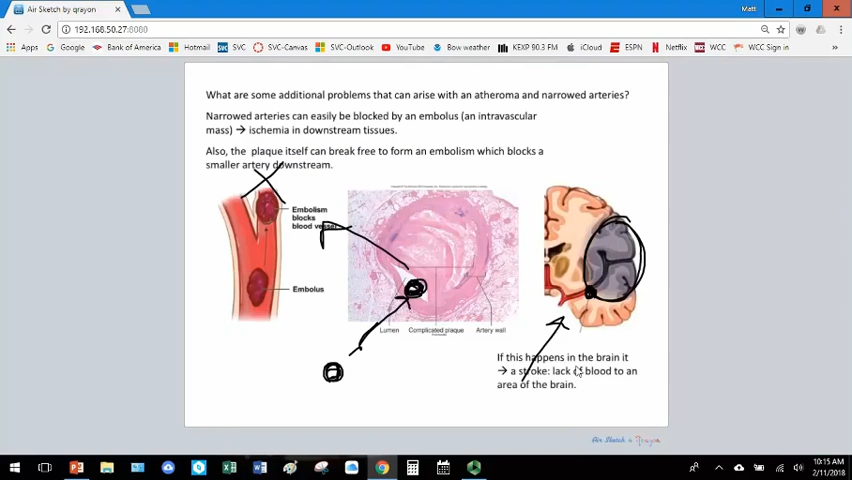 Air Sketch by qrayon
Matt
192.168.50.27:8080
Apps Google Bank of America Hotmail SVC SVC-Canvas SVC-Outlook YouTube Bow weather KEXP 90.3 FM iCloud ESPN Netflix WCC WCC Sign in
What are some additional problems that can arise with an atheroma and narrowed arteries?
Narrowed arteries can easily be blocked by an embolus (an intravascular
mass) → ischemia in downstream tissues.
Also, the plaque itself can break free to form an embolism which blocks a
smaller artery downstream.
Embolism
blocks
blood vessel
Embolus
Lumen Complicated plaque Artery wall
If this happens in the brain it
→ a stroke: lack of blood to an
area of the brain.
Air Sketch by Qrayon
10:15 AM
2/11/2018